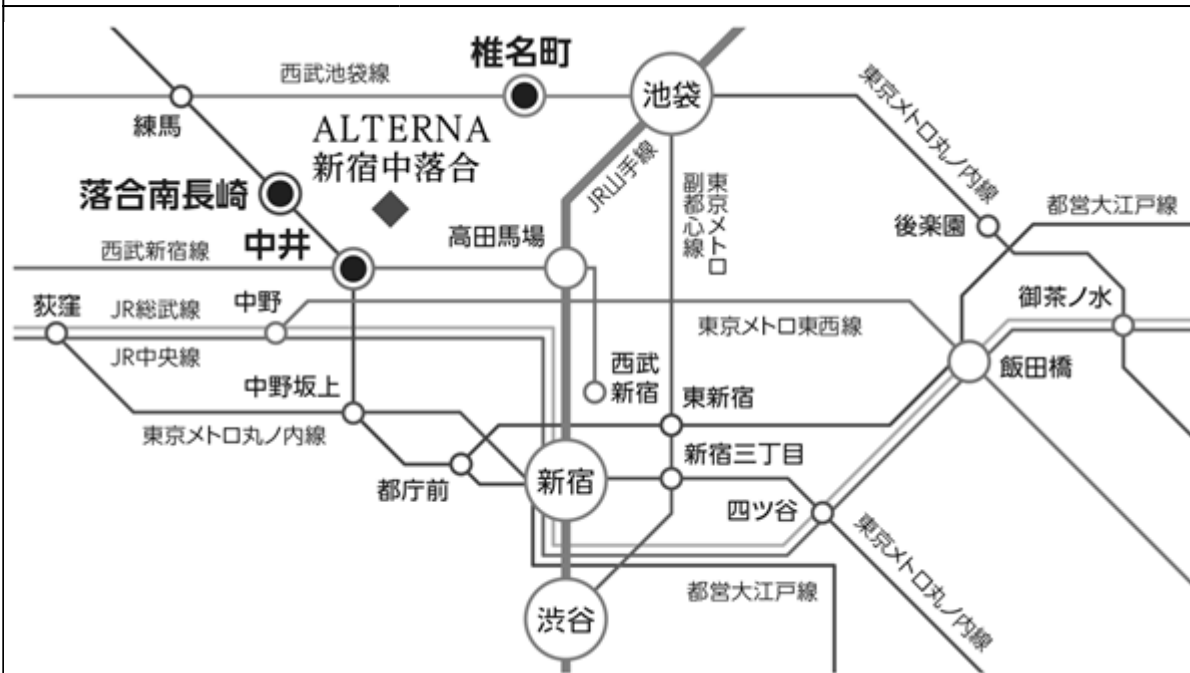 椎名町
西武池袋線
池袋
練馬
ALTERNA
新宿中落合
東京メトロ丸ノ内線
JR山手線
東京メトロ
副都心線
落合南長崎
都営大江戸線
後楽園
中井
高田馬場
西武新宿線
荻窪
JR総武線
中野
御茶ノ水
東京メトロ東西線
JR中央線
飯田橋
西武
新宿
中野坂上
東新宿
東京メトロ丸ノ内線
新宿三丁目
都庁前
新宿
四ツ谷
東京メトロ丸ノ内線
都営大江戸線
渋谷